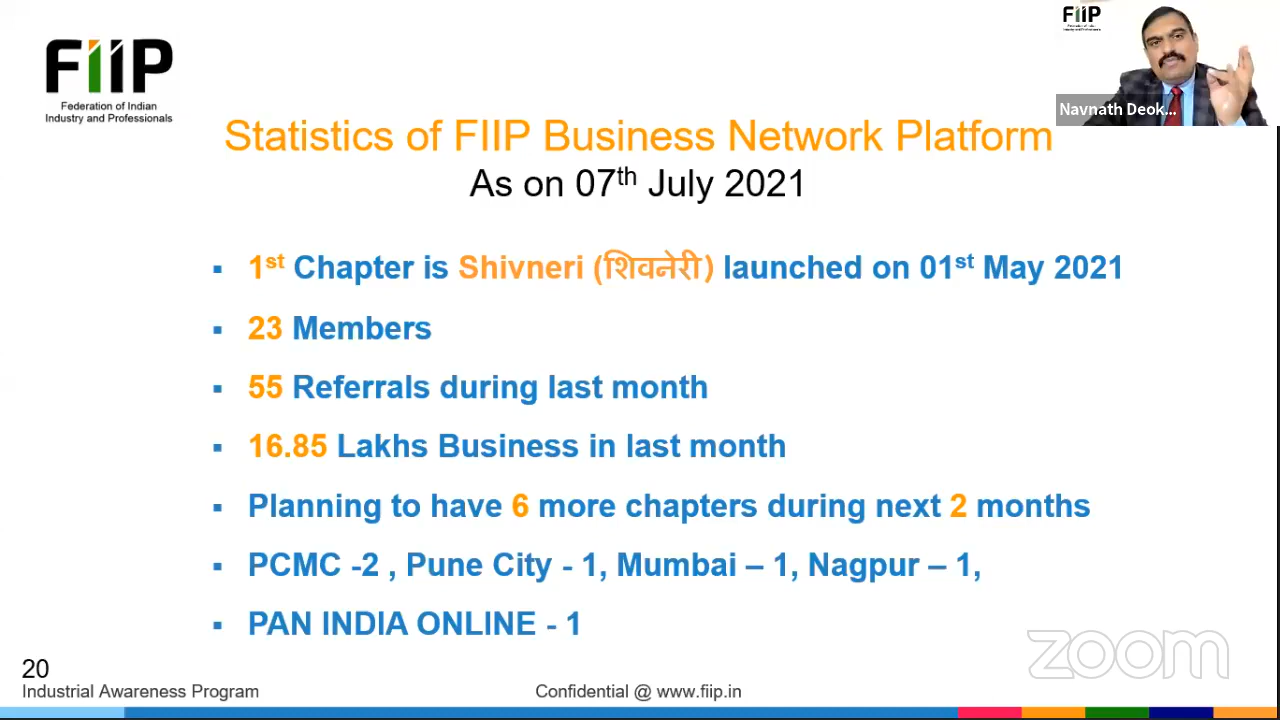 FIIP
Federation of Indian
Industry and Professionals
FIIP
Navnath Deok...
Statistics of FIIP Business Network Platform
As on 07th July 2021
▪ 1st Chapter is Shivneri (शिवनेरी) launched on 01st May 2021
▪ 23 Members
▪ 55 Referrals during last month
▪ 16.85 Lakhs Business in last month
▪ Planning to have 6 more chapters during next 2 months
▪ PCMC -2 , Pune City - 1, Mumbai – 1, Nagpur – 1,
▪ PAN INDIA ONLINE - 1
zoom
20
Industrial Awareness Program
Confidential @ www.fiip.in